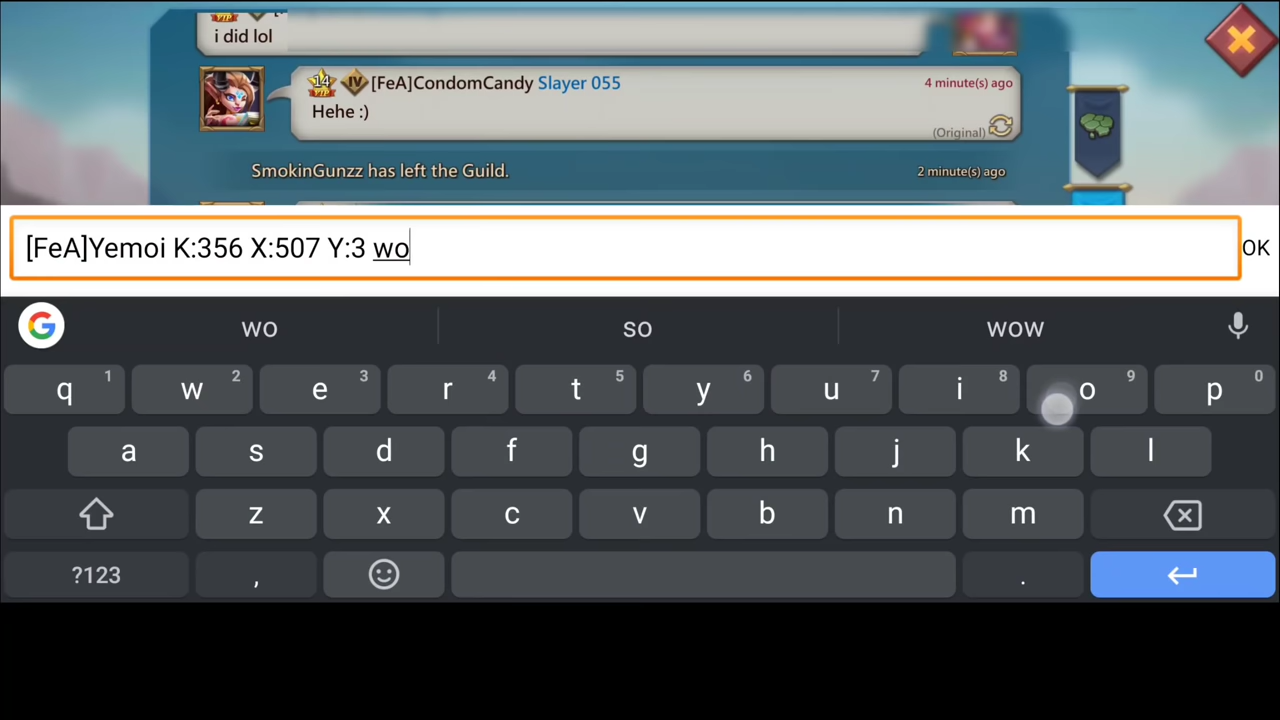 VIP
i did lol
14
VIP
IV
[FeA]CondomCandy Slayer 055
4 minute(s) ago
Hehe :)
(Original)
SmokinGunzz has left the Guild.
2 minute(s) ago
[FeA]Yemoi K:356 X:507 Y:3 wo
OK
G
wo
so
wow
q 1 w 2 e 3 r 4 t 5 y 6 u 7 i 8 o 9 p 0
a s d f g h j k l
z x c v b n m
?123 , .